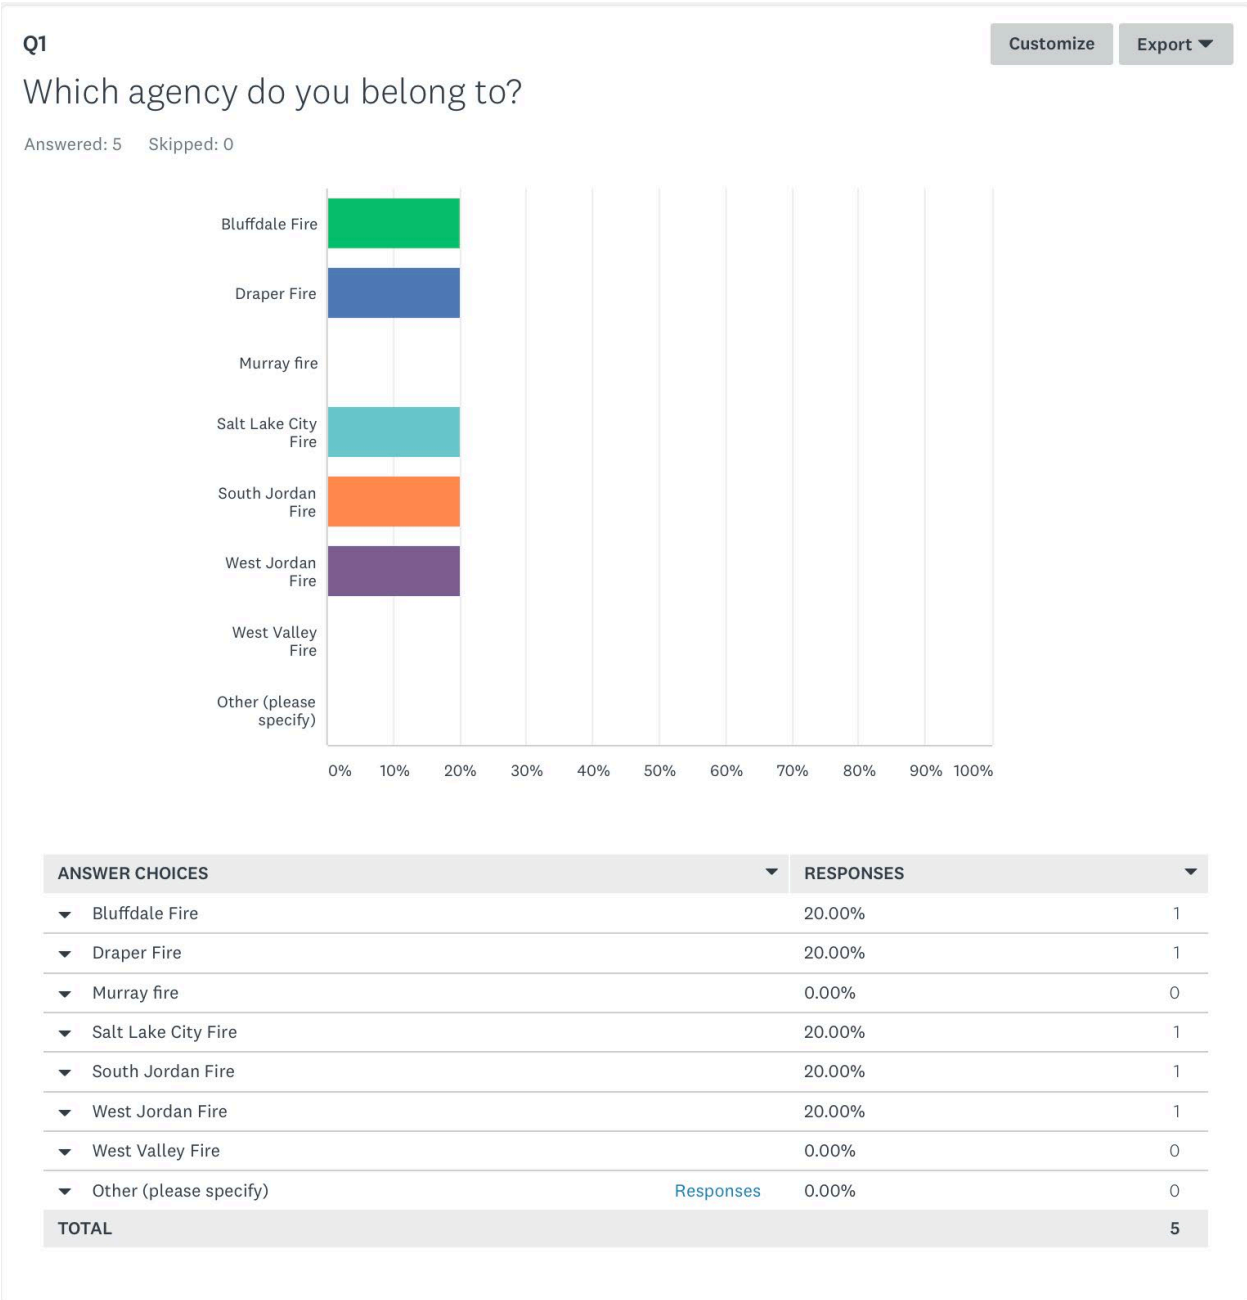 Q1
Customize
Export
Which agency do you belong to?
Answered: 5 Skipped: 0
Bluffdale Fire
Draper Fire
Murray fire
Salt Lake City
Fire
South Jordan
Fire
West Jordan
Fire
West Valley
Fire
Other (please
specify)
0% 10% 20% 30% 40% 50% 60% 70% 80% 90% 100%
ANSWER CHOICES RESPONSES
Bluffdale Fire 20.00% 1
Draper Fire 20.00% 1
Murray fire 0.00% 0
Salt Lake City Fire 20.00% 1
South Jordan Fire 20.00% 1
West Jordan Fire 20.00% 1
West Valley Fire 0.00% 0
Other (please specify) Responses 0.00% 0
TOTAL 5